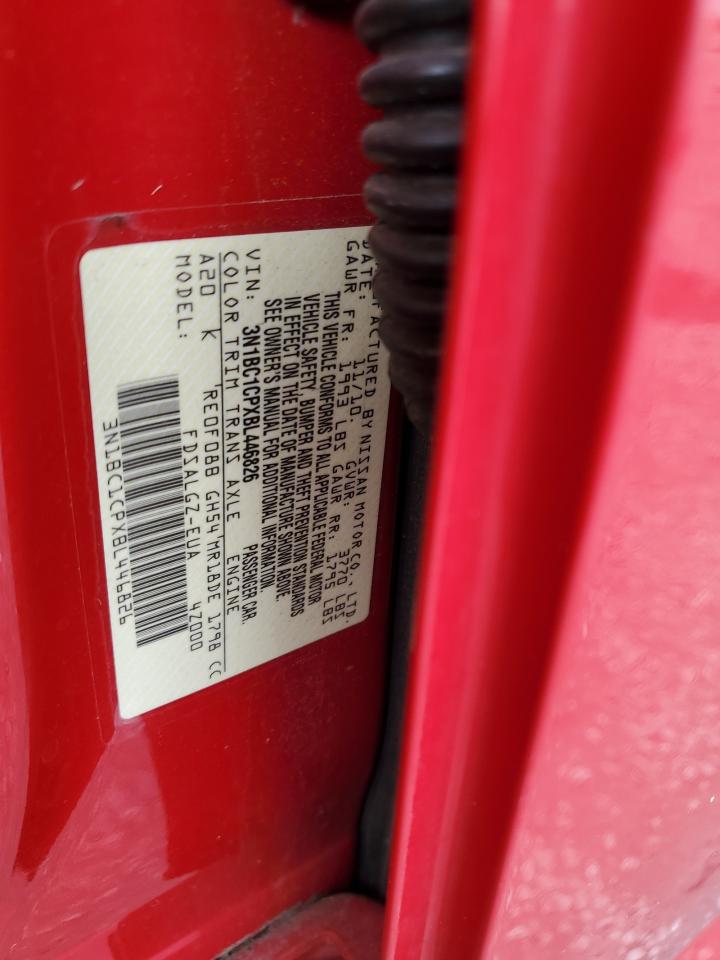 FACTURED BY NISSAN MOTOR CO., LTD.
DATE: 11/10. GVWR: 3770 LBS
GAWR FR: 1993 LBS GAWR RR: 1795 LBS
THIS VEHICLE CONFORMS TO ALL APPLICABLE FEDERAL MOTOR
VEHICLE SAFETY, BUMPER AND THEFT PREVENTION STANDARDS
IN EFFECT ON THE DATE OF MANUFACTURE SHOWN ABOVE.
SEE OWNER'S MANUAL FOR ADDITIONAL INFORMATION.
VIN: 3N1BC1CPXBL446826 PASSENGER CAR.
COLOR TRIM TRANS AXLE ENGINE
A20 K 'RE0F08B GH54'MR18DE 1798 CC
MODEL: FDSALGZ-EUA 4Z000
3N1BC1CPXBL446826